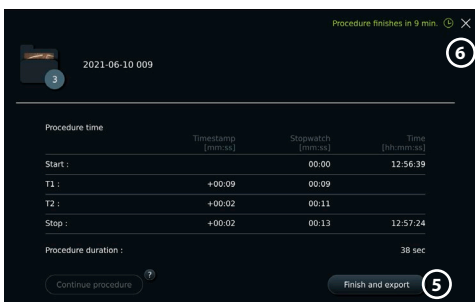 Procedure finishes in 9 min.
6
3
2021-06-10 009
Procedure time
Timestamp [mm:ss] Stopwatch [mm:ss] Time [hh:mm:ss]
Start : 00:00 12:56:39
T1 : +00:09 00:09
T2 : +00:02 00:11
Stop : +00:02 00:13 12:57:24
Procedure duration : 38 sec
Continue procedure ?
Finish and export 5